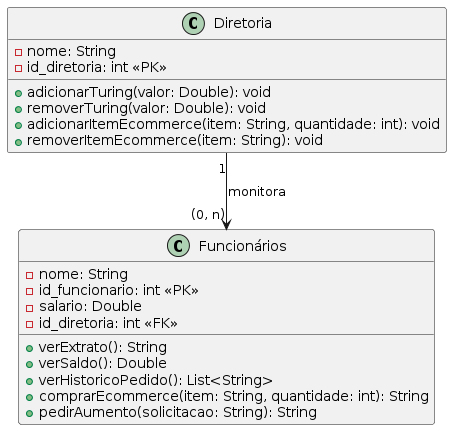 C Diretoria
nome: String
id_diretoria: int «PK»
adicionarTuring(valor: Double): void
removerTuring(valor: Double): void
adicionarItemEcommerce(item: String, quantidade: int): void
removerItemEcommerce(item: String): void
1
monitora
(0, n)
C Funcionários
nome: String
id_funcionario: int «PK»
salario: Double
id_diretoria: int «FK»
verExtrato(): String
verSaldo(): Double
verHistoricoPedido(): List<String>
comprarEcommerce(item: String, quantidade: int): String
pedirAumento(solicitacao: String): String